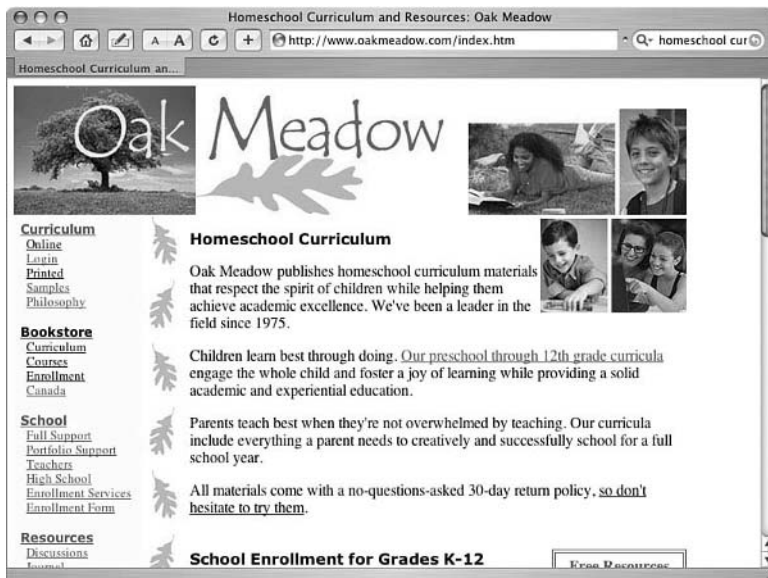 Homeschool Curriculum and Resources: Oak Meadow
A A C + http://www.oakmeadow.com/index.htm homeschool cur
Homeschool Curriculum an...
Oak Meadow
Curriculum
Online
Login
Printed
Samples
Philosophy
Bookstore
Curriculum
Courses
Enrollment
Canada
School
Full Support
Portfolio Support
Teachers
High School
Enrollment Services
Enrollment Form
Resources
Discussions
Journal
Homeschool Curriculum
Oak Meadow publishes homeschool curriculum materials
that respect the spirit of children while helping them
achieve academic excellence. We've been a leader in the
field since 1975.
Children learn best through doing. Our preschool through 12th grade curricula
engage the whole child and foster a joy of learning while providing a solid
academic and experiential education.
Parents teach best when they're not overwhelmed by teaching. Our curricula
include everything a parent needs to creatively and successfully school for a full
school year.
All materials come with a no-questions-asked 30-day return policy, so don't
hesitate to try them.
School Enrollment for Grades K-12
Free Resources